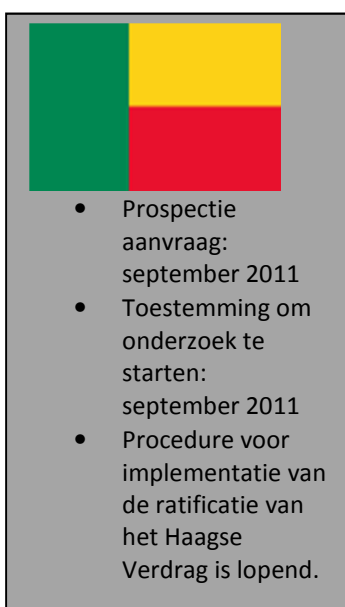 • Prospectie
aanvraag:
september 2011
• Toestemming om
onderzoek te
starten:
september 2011
• Procedure voor
implementatie van
de ratificatie van
het Haagse
Verdrag is lopend.